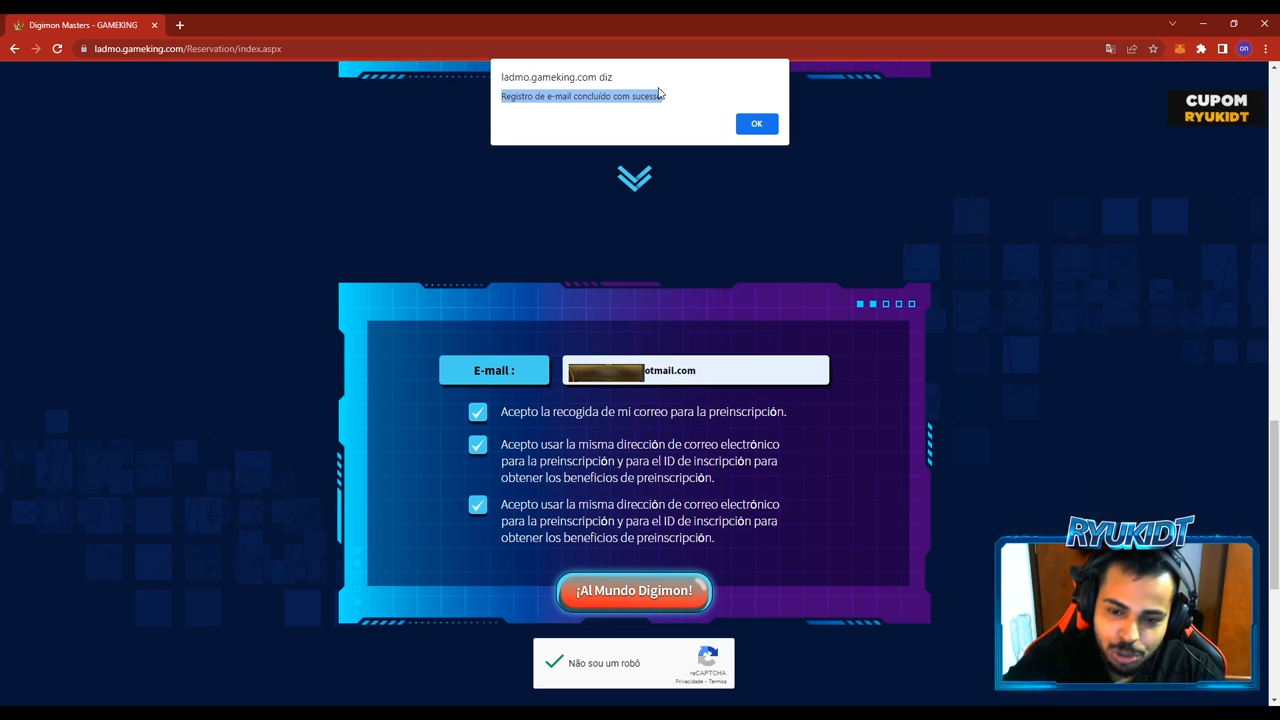 Digimon Masters - GAMEKING
ladmo.gameking.com/Reservation/index.aspx
on
ladmo.gameking.com diz
Registro de e-mail concluído com sucesso
OK
CUPOM
RYUKIDT
E-mail :
otmail.com
Acepto la recogida de mi correo para la preinscripción.
Acepto usar la misma dirección de correo electrónico
para la preinscripción y para el ID de inscripción para
obtener los beneficios de preinscripción.
Acepto usar la misma dirección de correo electrónico
para la preinscripción y para el ID de inscripción para
obtener los beneficios de preinscripción.
¡Al Mundo Digimon!
RYUKIDT
Não sou um robô
reCAPTCHA
Privacidade - Termos